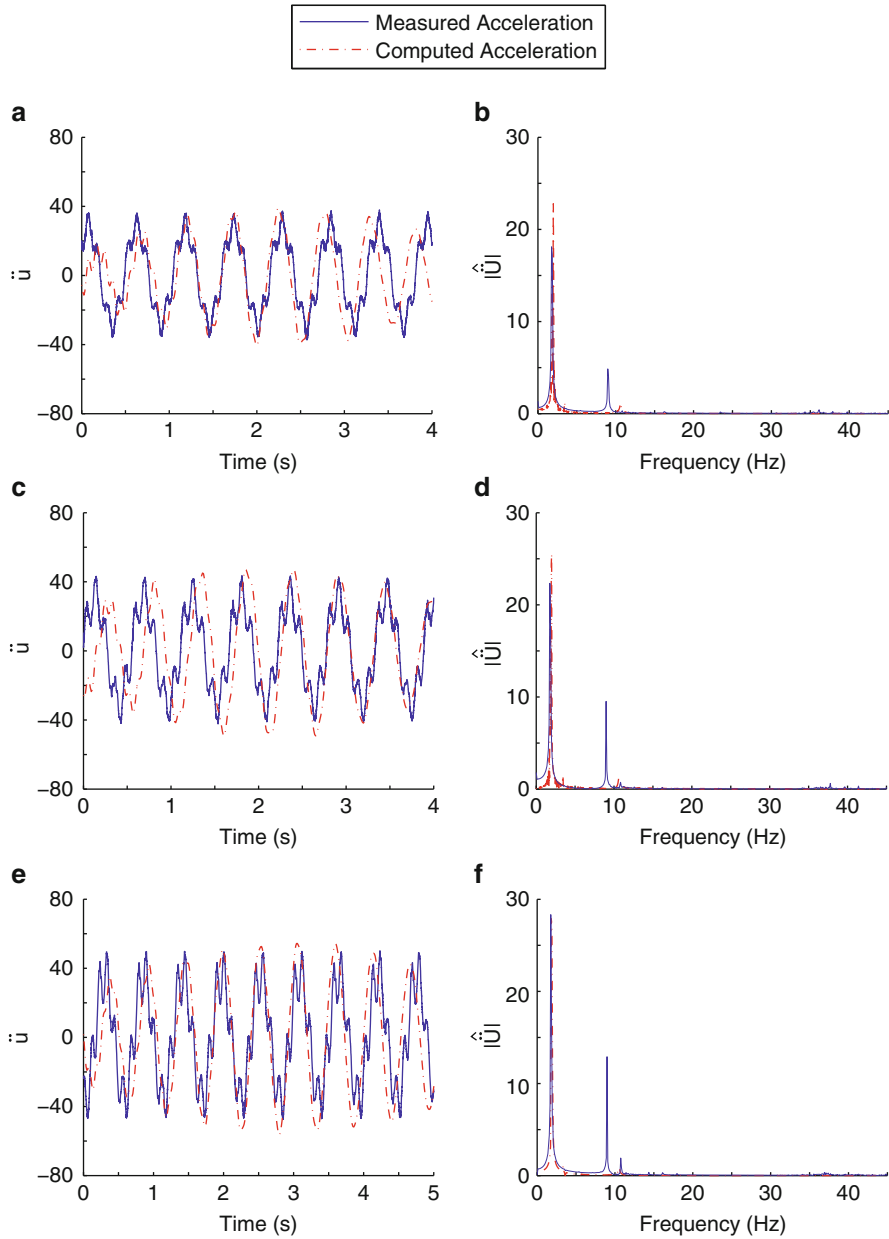 Measured Acceleration
Computed Acceleration
a
80
40
0
−40
−80
ü
0 1 2 3 4
Time (s)
b
30
20
10
0
|Û̈|
0 10 20 30 40
Frequency (Hz)
c
80
40
0
−40
−80
ü
0 1 2 3 4
Time (s)
d
30
20
10
0
|Û̈|
0 10 20 30 40
Frequency (Hz)
e
80
40
0
−40
−80
ü
0 1 2 3 4 5
Time (s)
f
30
20
10
0
|Û̈|
0 10 20 30 40
Frequency (Hz)